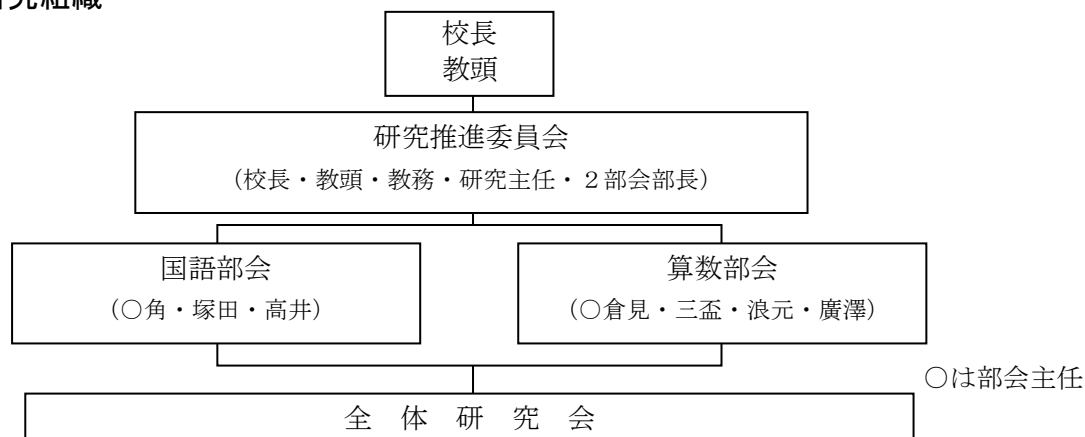 究組織
校長
教頭
研究推進委員会
(校長・教頭・教務・研究主任・2部会部長)
国語部会
(○角・塚田・高井)
算数部会
(○倉見・三盃・浪元・廣澤)
○は部会主任
全 体 研 究 会